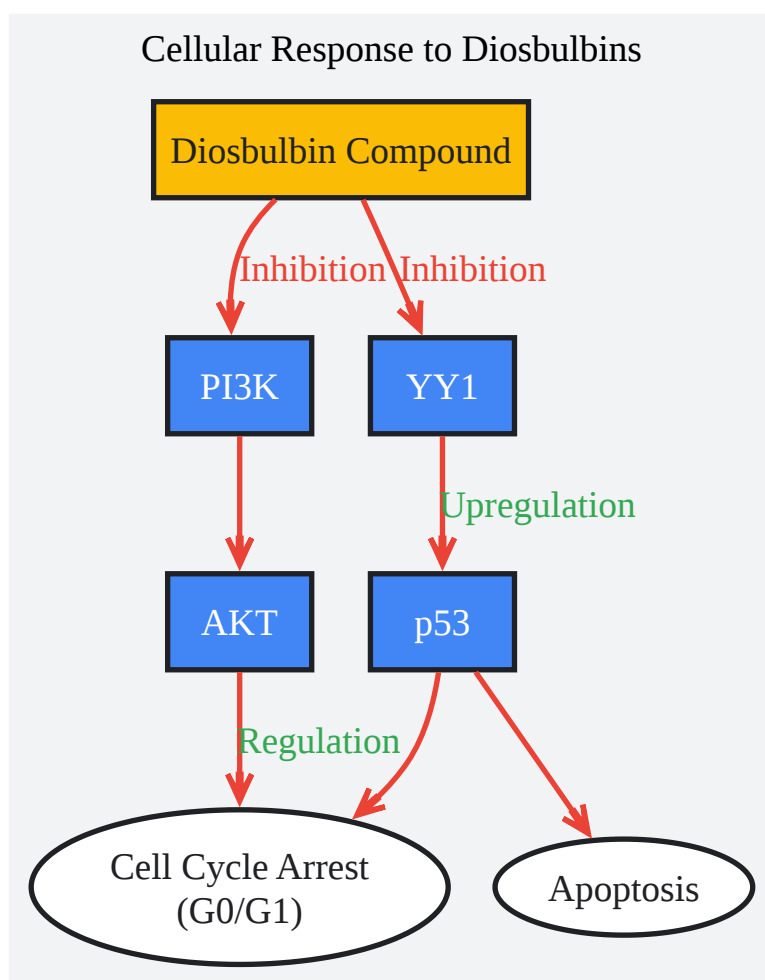 Cellular Response to Diosbulbins
Diosbulbin Compound
Inhibition
Inhibition
PI3K
YY1
Upregulation
AKT
p53
Regulation
Cell Cycle Arrest
(G0/G1)
Apoptosis